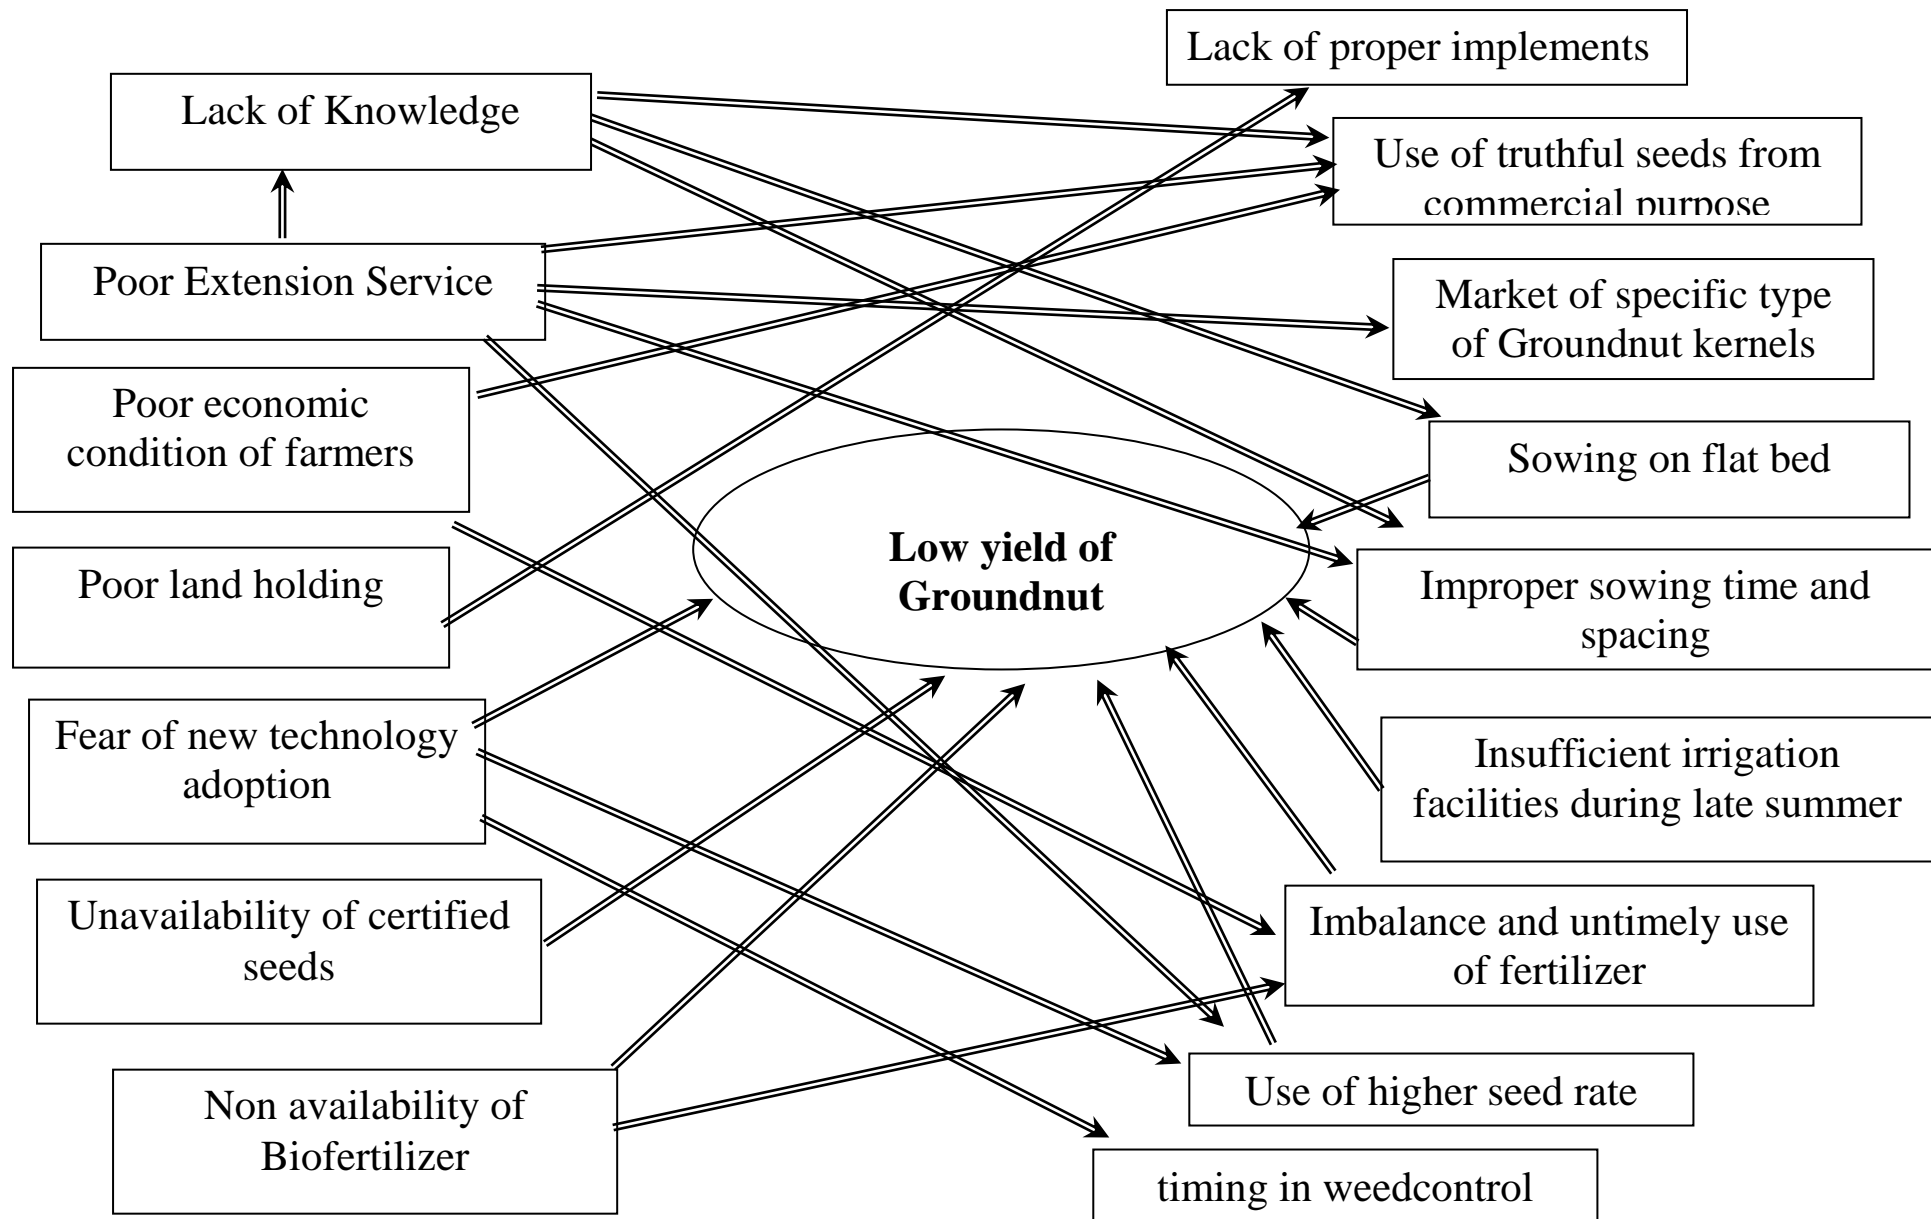 Lack of proper implements
Lack of Knowledge
Use of truthful seeds from
commercial purpose
Poor Extension Service
Market of specific type
of Groundnut kernels
Poor economic
condition of farmers
Sowing on flat bed
Low yield of
Groundnut
Poor land holding
Improper sowing time and
spacing
Fear of new technology
adoption
Insufficient irrigation
facilities during late summer
Unavailability of certified
seeds
Imbalance and untimely use
of fertilizer
Non availability of
Biofertilizer
Use of higher seed rate
timing in weedcontrol